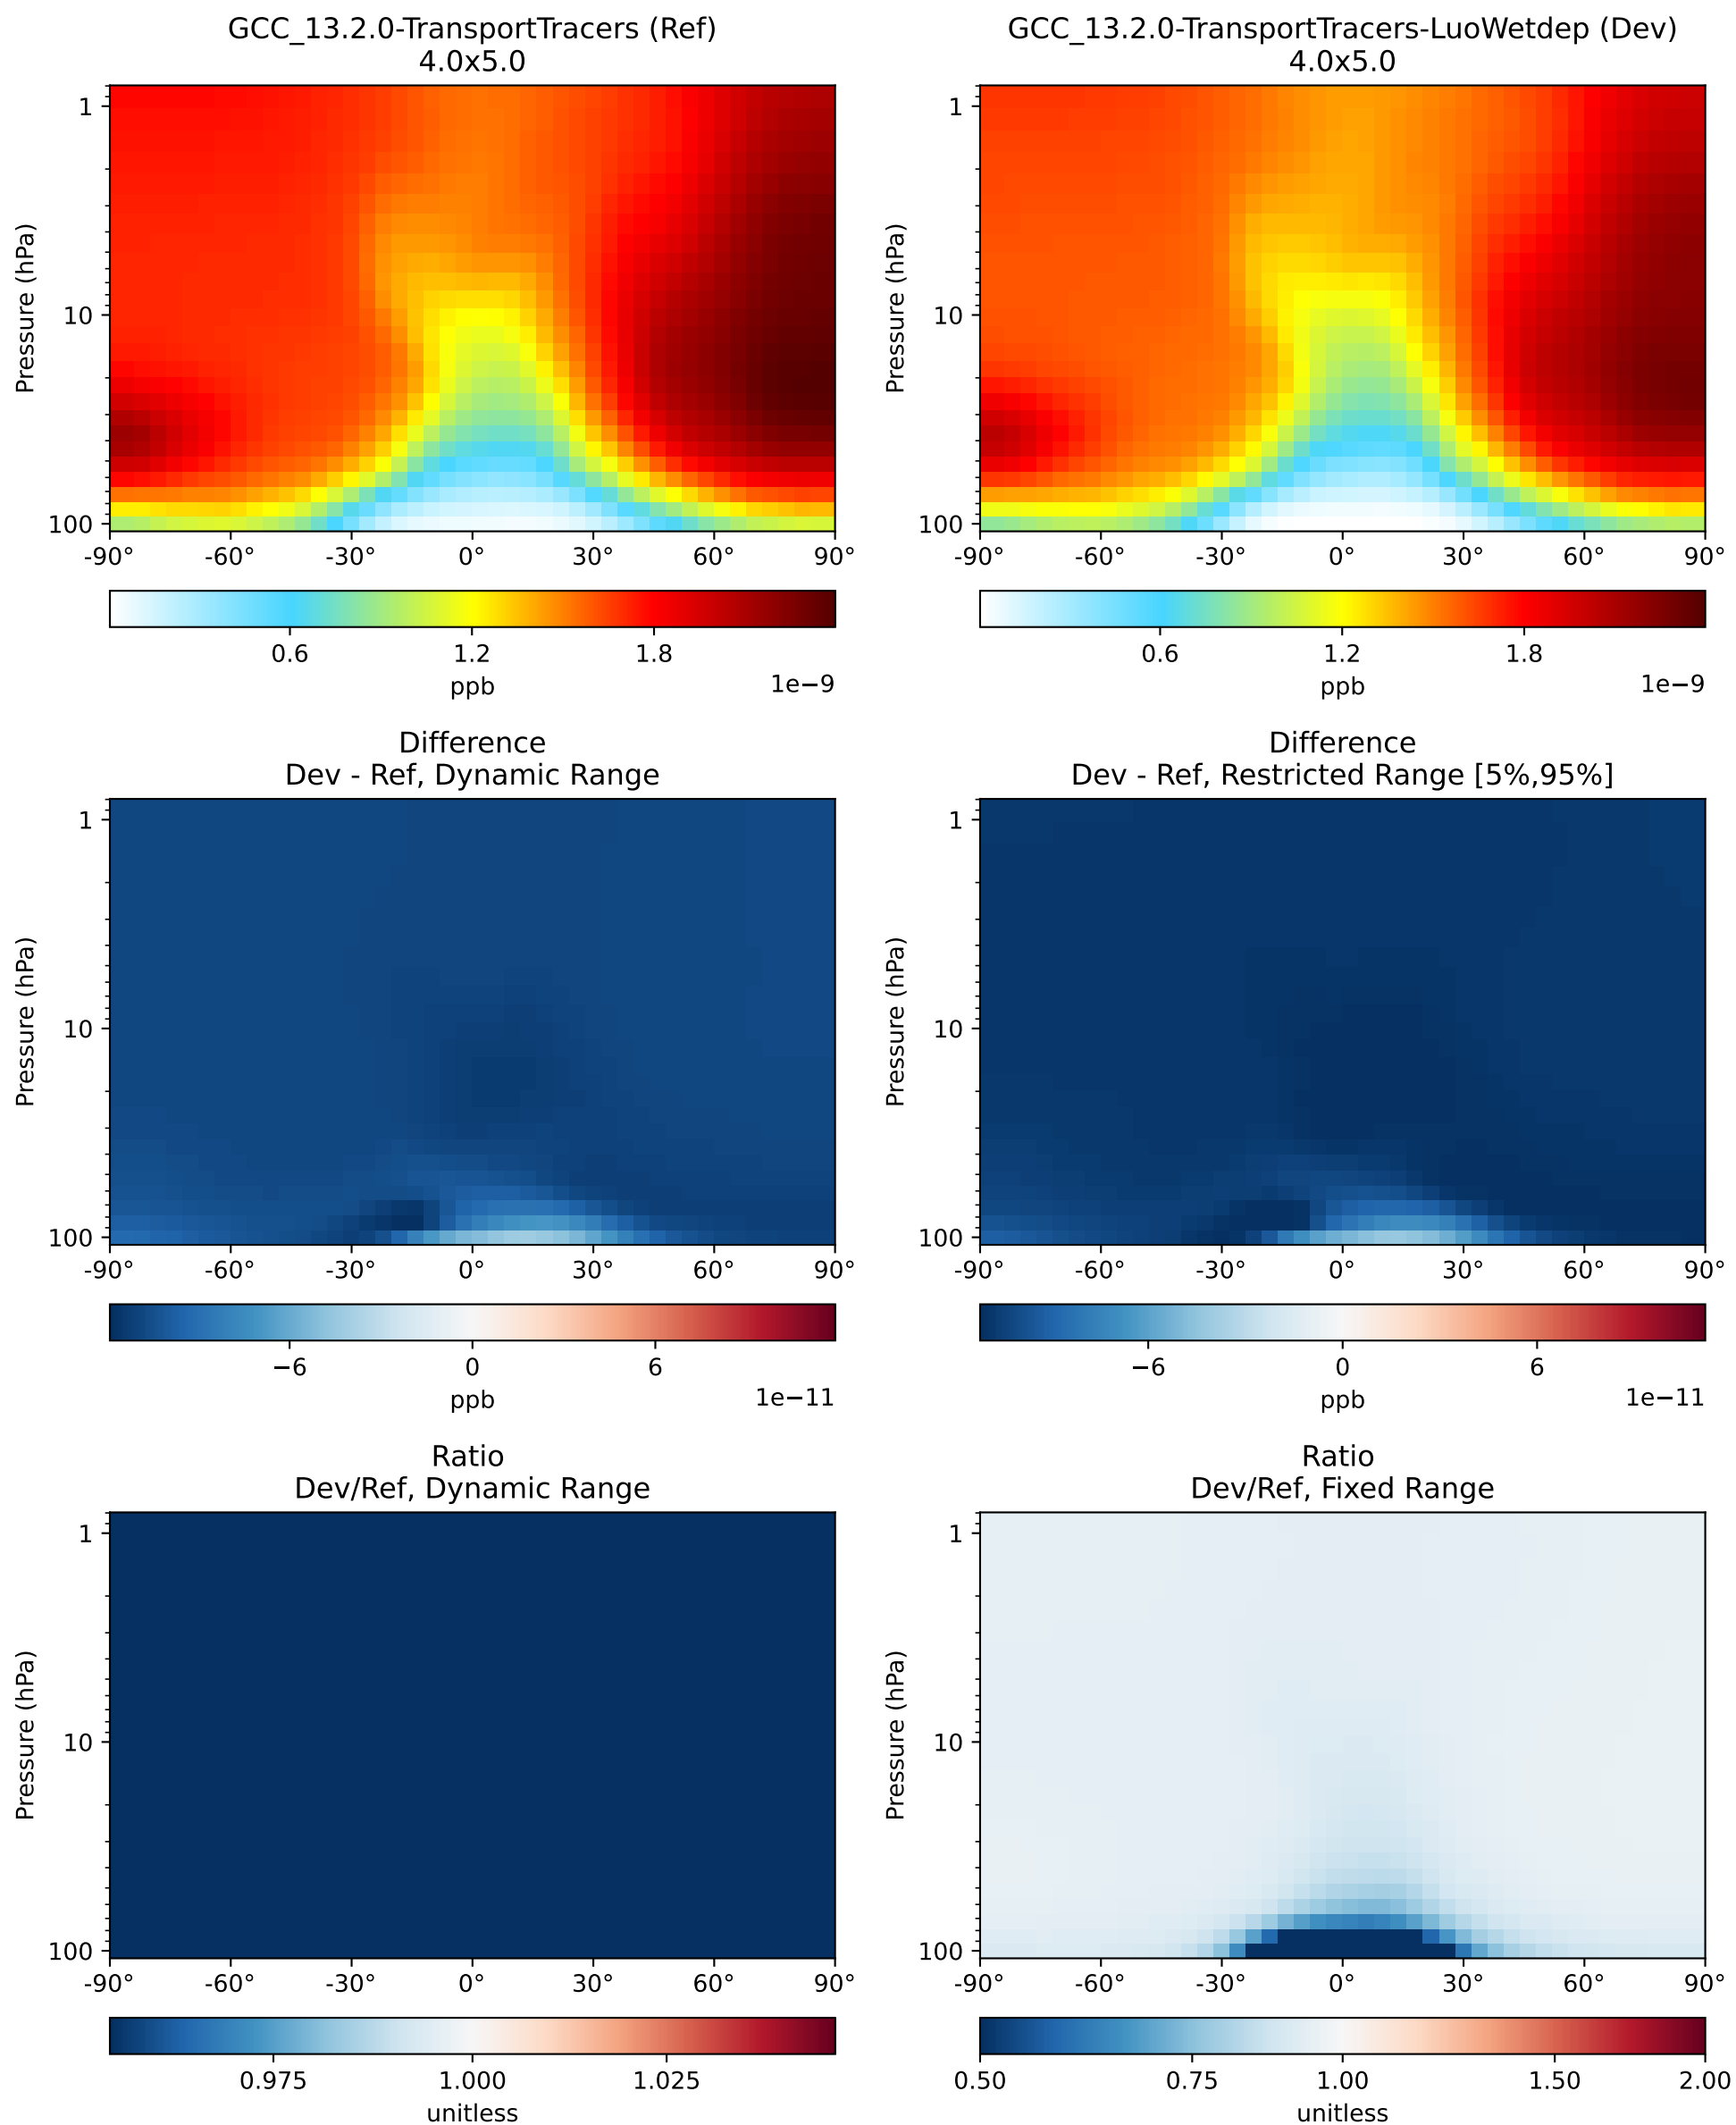 GCC_13.2.0-TransportTracers (Ref)
4.0x5.0
GCC_13.2.0-TransportTracers-LuoWetdep (Dev)
4.0x5.0
Pressure (hPa)
1
10
100
-90° -60° -30° 0° 30° 60° 90°
0.6 1.2 1.8
ppb
1e−9
Pressure (hPa)
1
10
100
-90° -60° -30° 0° 30° 60° 90°
0.6 1.2 1.8
ppb
1e−9
Difference
Dev - Ref, Dynamic Range
Difference
Dev - Ref, Restricted Range [5%,95%]
Pressure (hPa)
1
10
100
-90° -60° -30° 0° 30° 60° 90°
−6 0 6
ppb
1e−11
Pressure (hPa)
1
10
100
-90° -60° -30° 0° 30° 60° 90°
−6 0 6
ppb
1e−11
Ratio
Dev/Ref, Dynamic Range
Ratio
Dev/Ref, Fixed Range
Pressure (hPa)
1
10
100
-90° -60° -30° 0° 30° 60° 90°
0.975 1.000 1.025
unitless
Pressure (hPa)
1
10
100
-90° -60° -30° 0° 30° 60° 90°
0.50 0.75 1.00 1.50 2.00
unitless